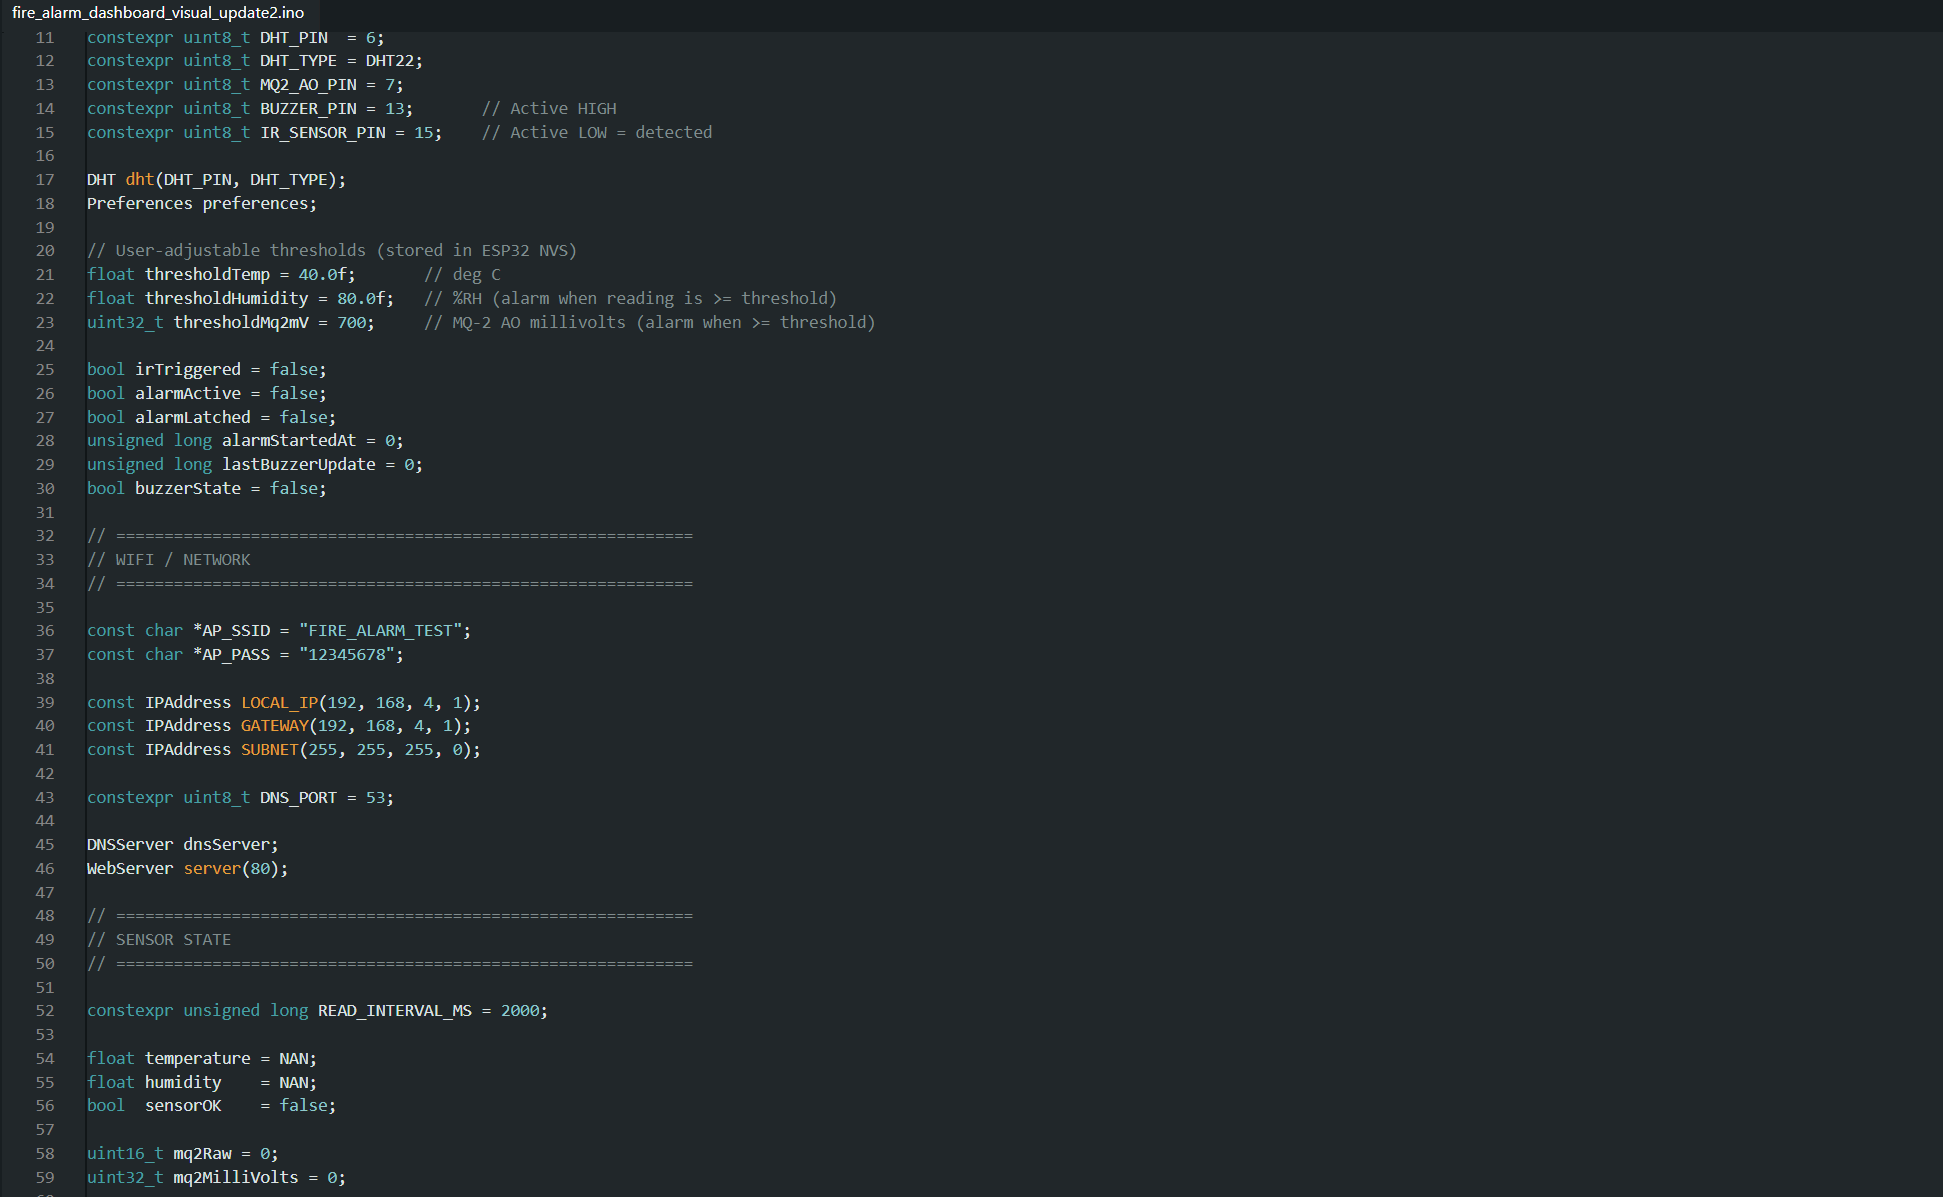 fire_alarm_dashboard_visual_update2.ino
11 constexpr uint8_t DHT_PIN  = 6;
12 constexpr uint8_t DHT_TYPE = DHT22;
13 constexpr uint8_t MQ2_AO_PIN = 7;
14 constexpr uint8_t BUZZER_PIN = 13;       // Active HIGH
15 constexpr uint8_t IR_SENSOR_PIN = 15;    // Active LOW = detected
16
17 DHT dht(DHT_PIN, DHT_TYPE);
18 Preferences preferences;
19
20 // User-adjustable thresholds (stored in ESP32 NVS)
21 float thresholdTemp = 40.0f;       // deg C
22 float thresholdHumidity = 80.0f;   // %RH (alarm when reading is >= threshold)
23 uint32_t thresholdMq2mV = 700;     // MQ-2 AO millivolts (alarm when >= threshold)
24
25 bool irTriggered = false;
26 bool alarmActive = false;
27 bool alarmLatched = false;
28 unsigned long alarmStartedAt = 0;
29 unsigned long lastBuzzerUpdate = 0;
30 bool buzzerState = false;
31
32 // ============================================================
33 // WIFI / NETWORK
34 // ============================================================
35
36 const char *AP_SSID = "FIRE_ALARM_TEST";
37 const char *AP_PASS = "12345678";
38
39 const IPAddress LOCAL_IP(192, 168, 4, 1);
40 const IPAddress GATEWAY(192, 168, 4, 1);
41 const IPAddress SUBNET(255, 255, 255, 0);
42
43 constexpr uint8_t DNS_PORT = 53;
44
45 DNSServer dnsServer;
46 WebServer server(80);
47
48 // ============================================================
49 // SENSOR STATE
50 // ============================================================
51
52 constexpr unsigned long READ_INTERVAL_MS = 2000;
53
54 float temperature = NAN;
55 float humidity    = NAN;
56 bool  sensorOK    = false;
57
58 uint16_t mq2Raw = 0;
59 uint32_t mq2MilliVolts = 0;